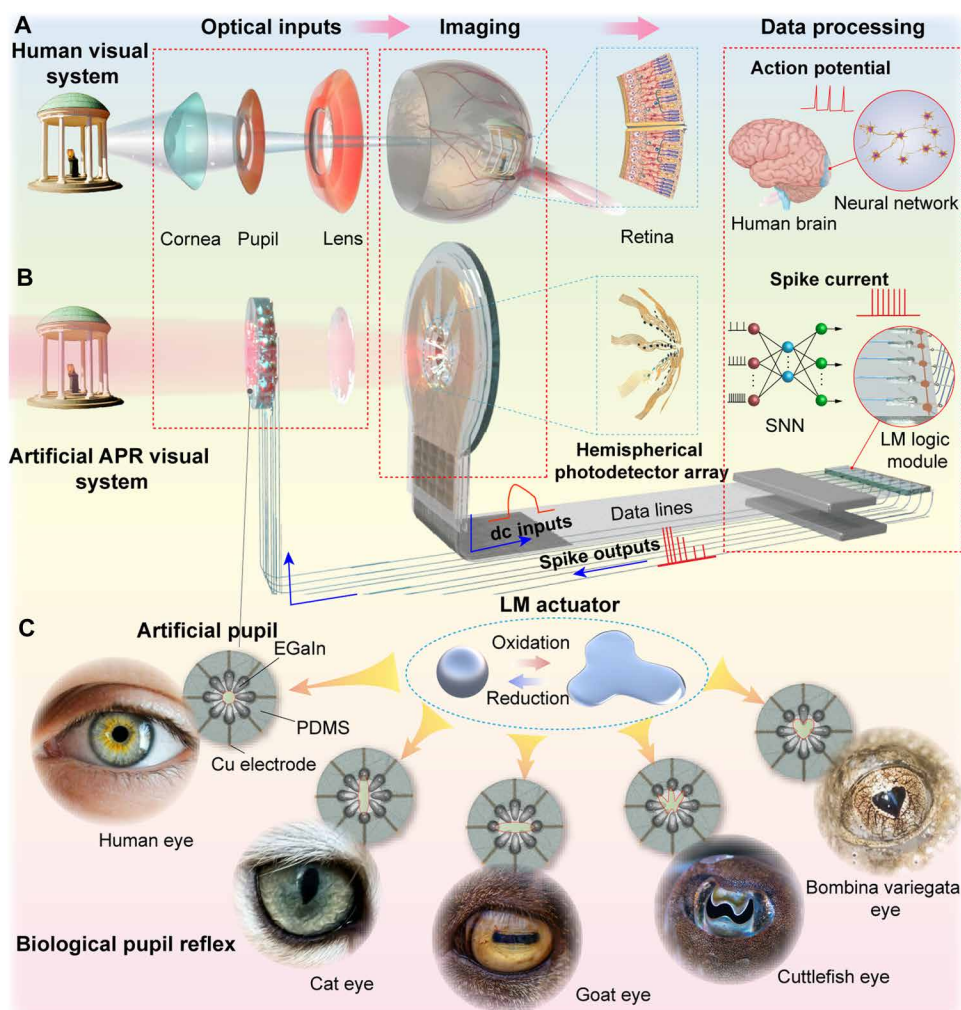 A
Human visual
system
Optical inputs
Imaging
Data processing
Action potential
Cornea
Pupil
Lens
Retina
Human brain
Neural network
B
Artificial APR visual
system
Hemispherical
photodetector array
Spike current
SNN
LM logic
module
dc inputs
Data lines
Spike outputs
C
Artificial pupil
EGaIn
PDMS
Cu electrode
LM actuator
Oxidation
Reduction
Human eye
Cat eye
Goat eye
Cuttlefish eye
Bombina variegata
eye
Biological pupil reflex